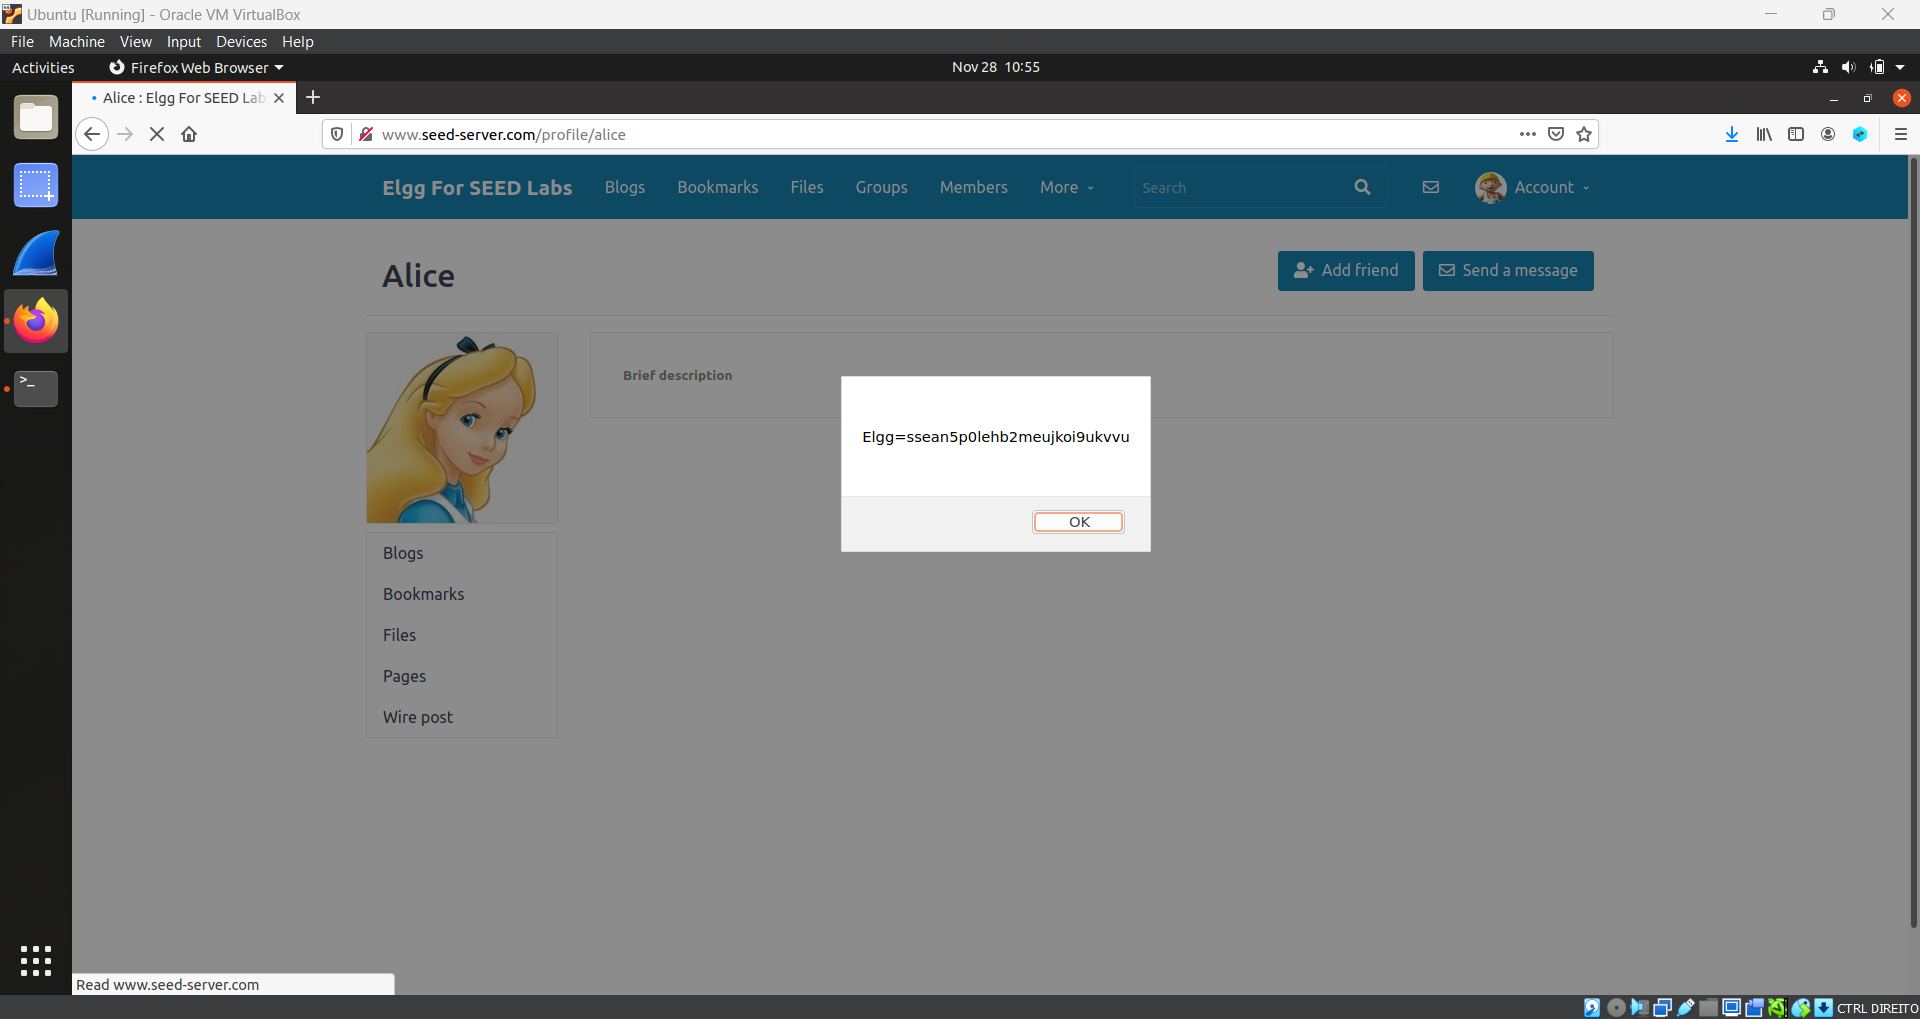 Ubuntu [Running] - Oracle VM VirtualBox
File Machine View Input Devices Help
Activities Firefox Web Browser Nov 28 10:55
Alice : Elgg For SEED Lab
www.seed-server.com/profile/alice
Elgg For SEED Labs Blogs Bookmarks Files Groups Members More Search Account
Alice Add friend Send a message
Brief description
Elgg=ssean5p0lehb2meujkoi9ukvvu
OK
Blogs
Bookmarks
Files
Pages
Wire post
Read www.seed-server.com
CTRL DIREITO